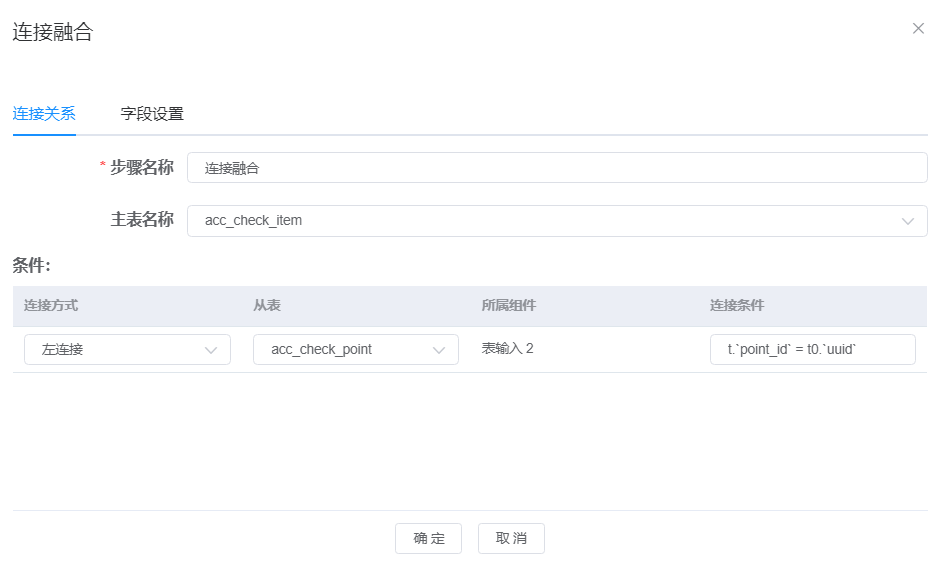 连接融合
连接关系 字段设置
* 步骤名称 连接融合
主表名称 acc_check_item
条件:
连接方式 从表 所属组件 连接条件
左连接 acc_check_point 表输入 2 t.`point_id` = t0.`uuid`
确 定 取 消